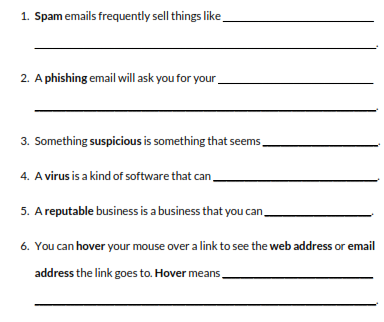 1. Spam emails frequently sell things like ____________________
____________________.
2. A phishing email will ask you for your ____________________
____________________.
3. Something suspicious is something that seems ____________________.
4. A virus is a kind of software that can ____________________.
5. A reputable business is a business that you can ____________________.
6. You can hover your mouse over a link to see the web address or email
address the link goes to. Hover means ____________________
____________________.